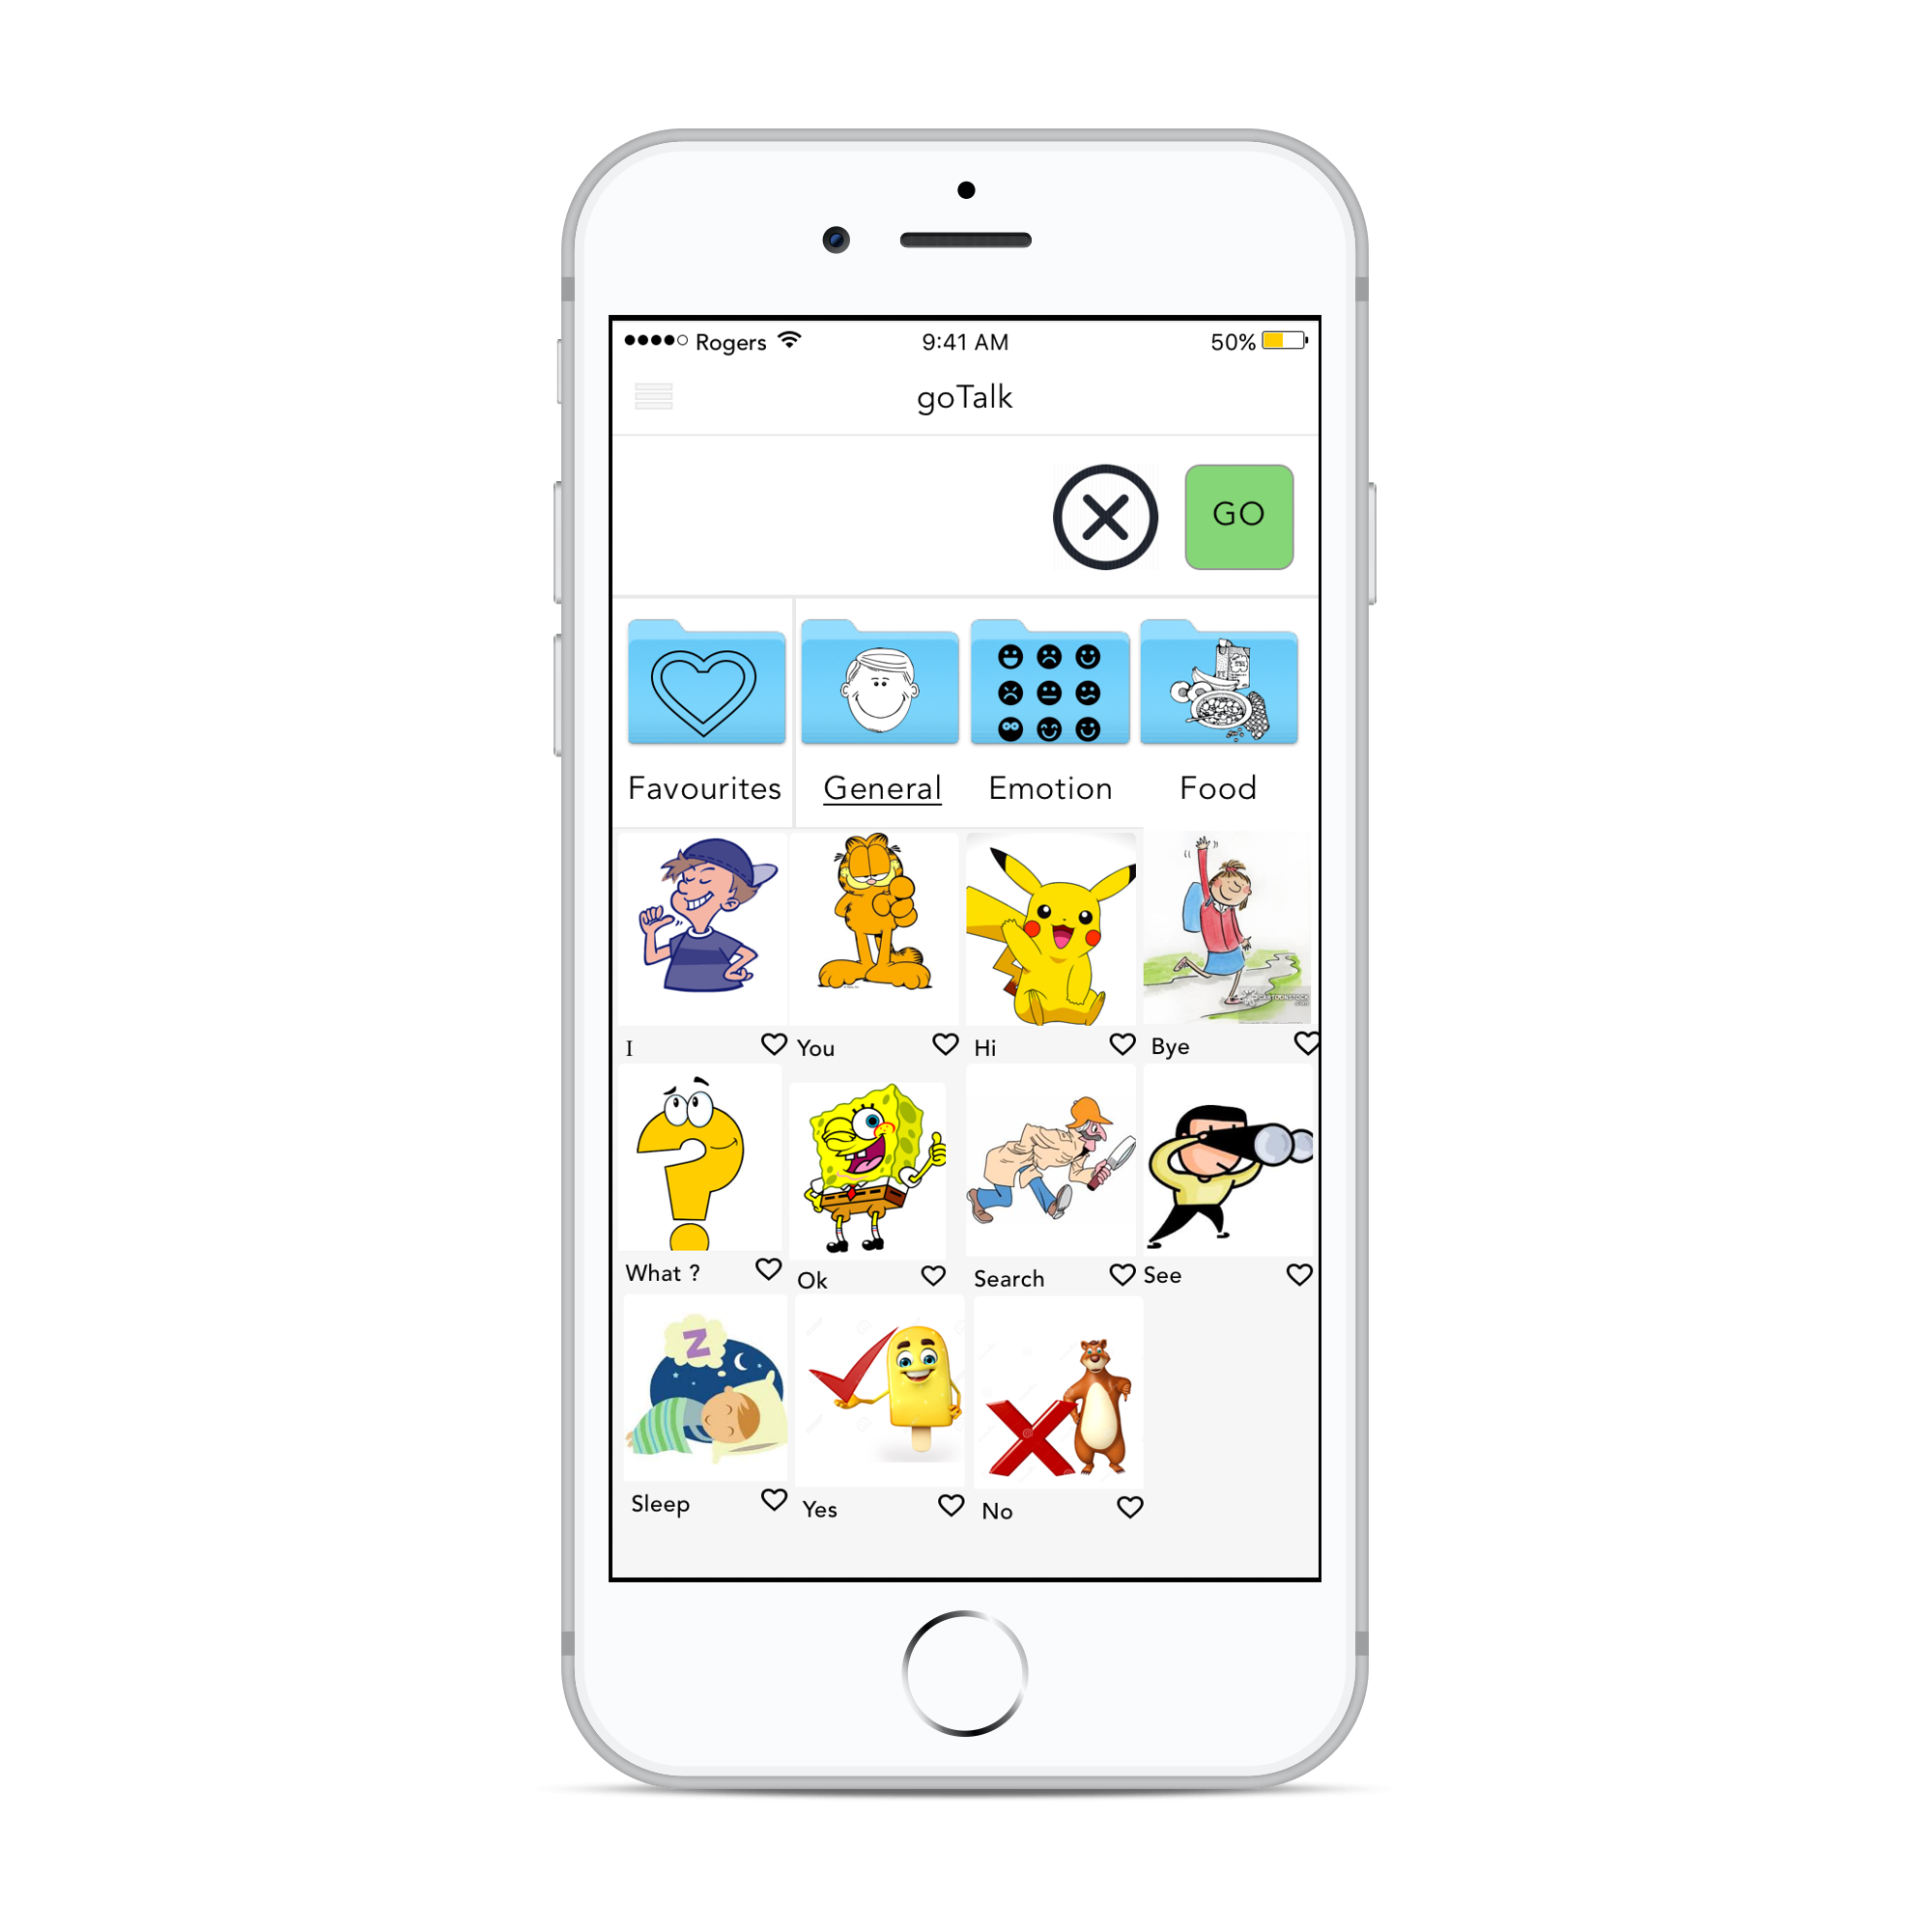 Rogers 9:41 AM 50%
goTalk
GO
Favourites General Emotion Food
I You Hi Bye
CARTOONSTOCK
What ? Ok Search See
Z
Sleep Yes No